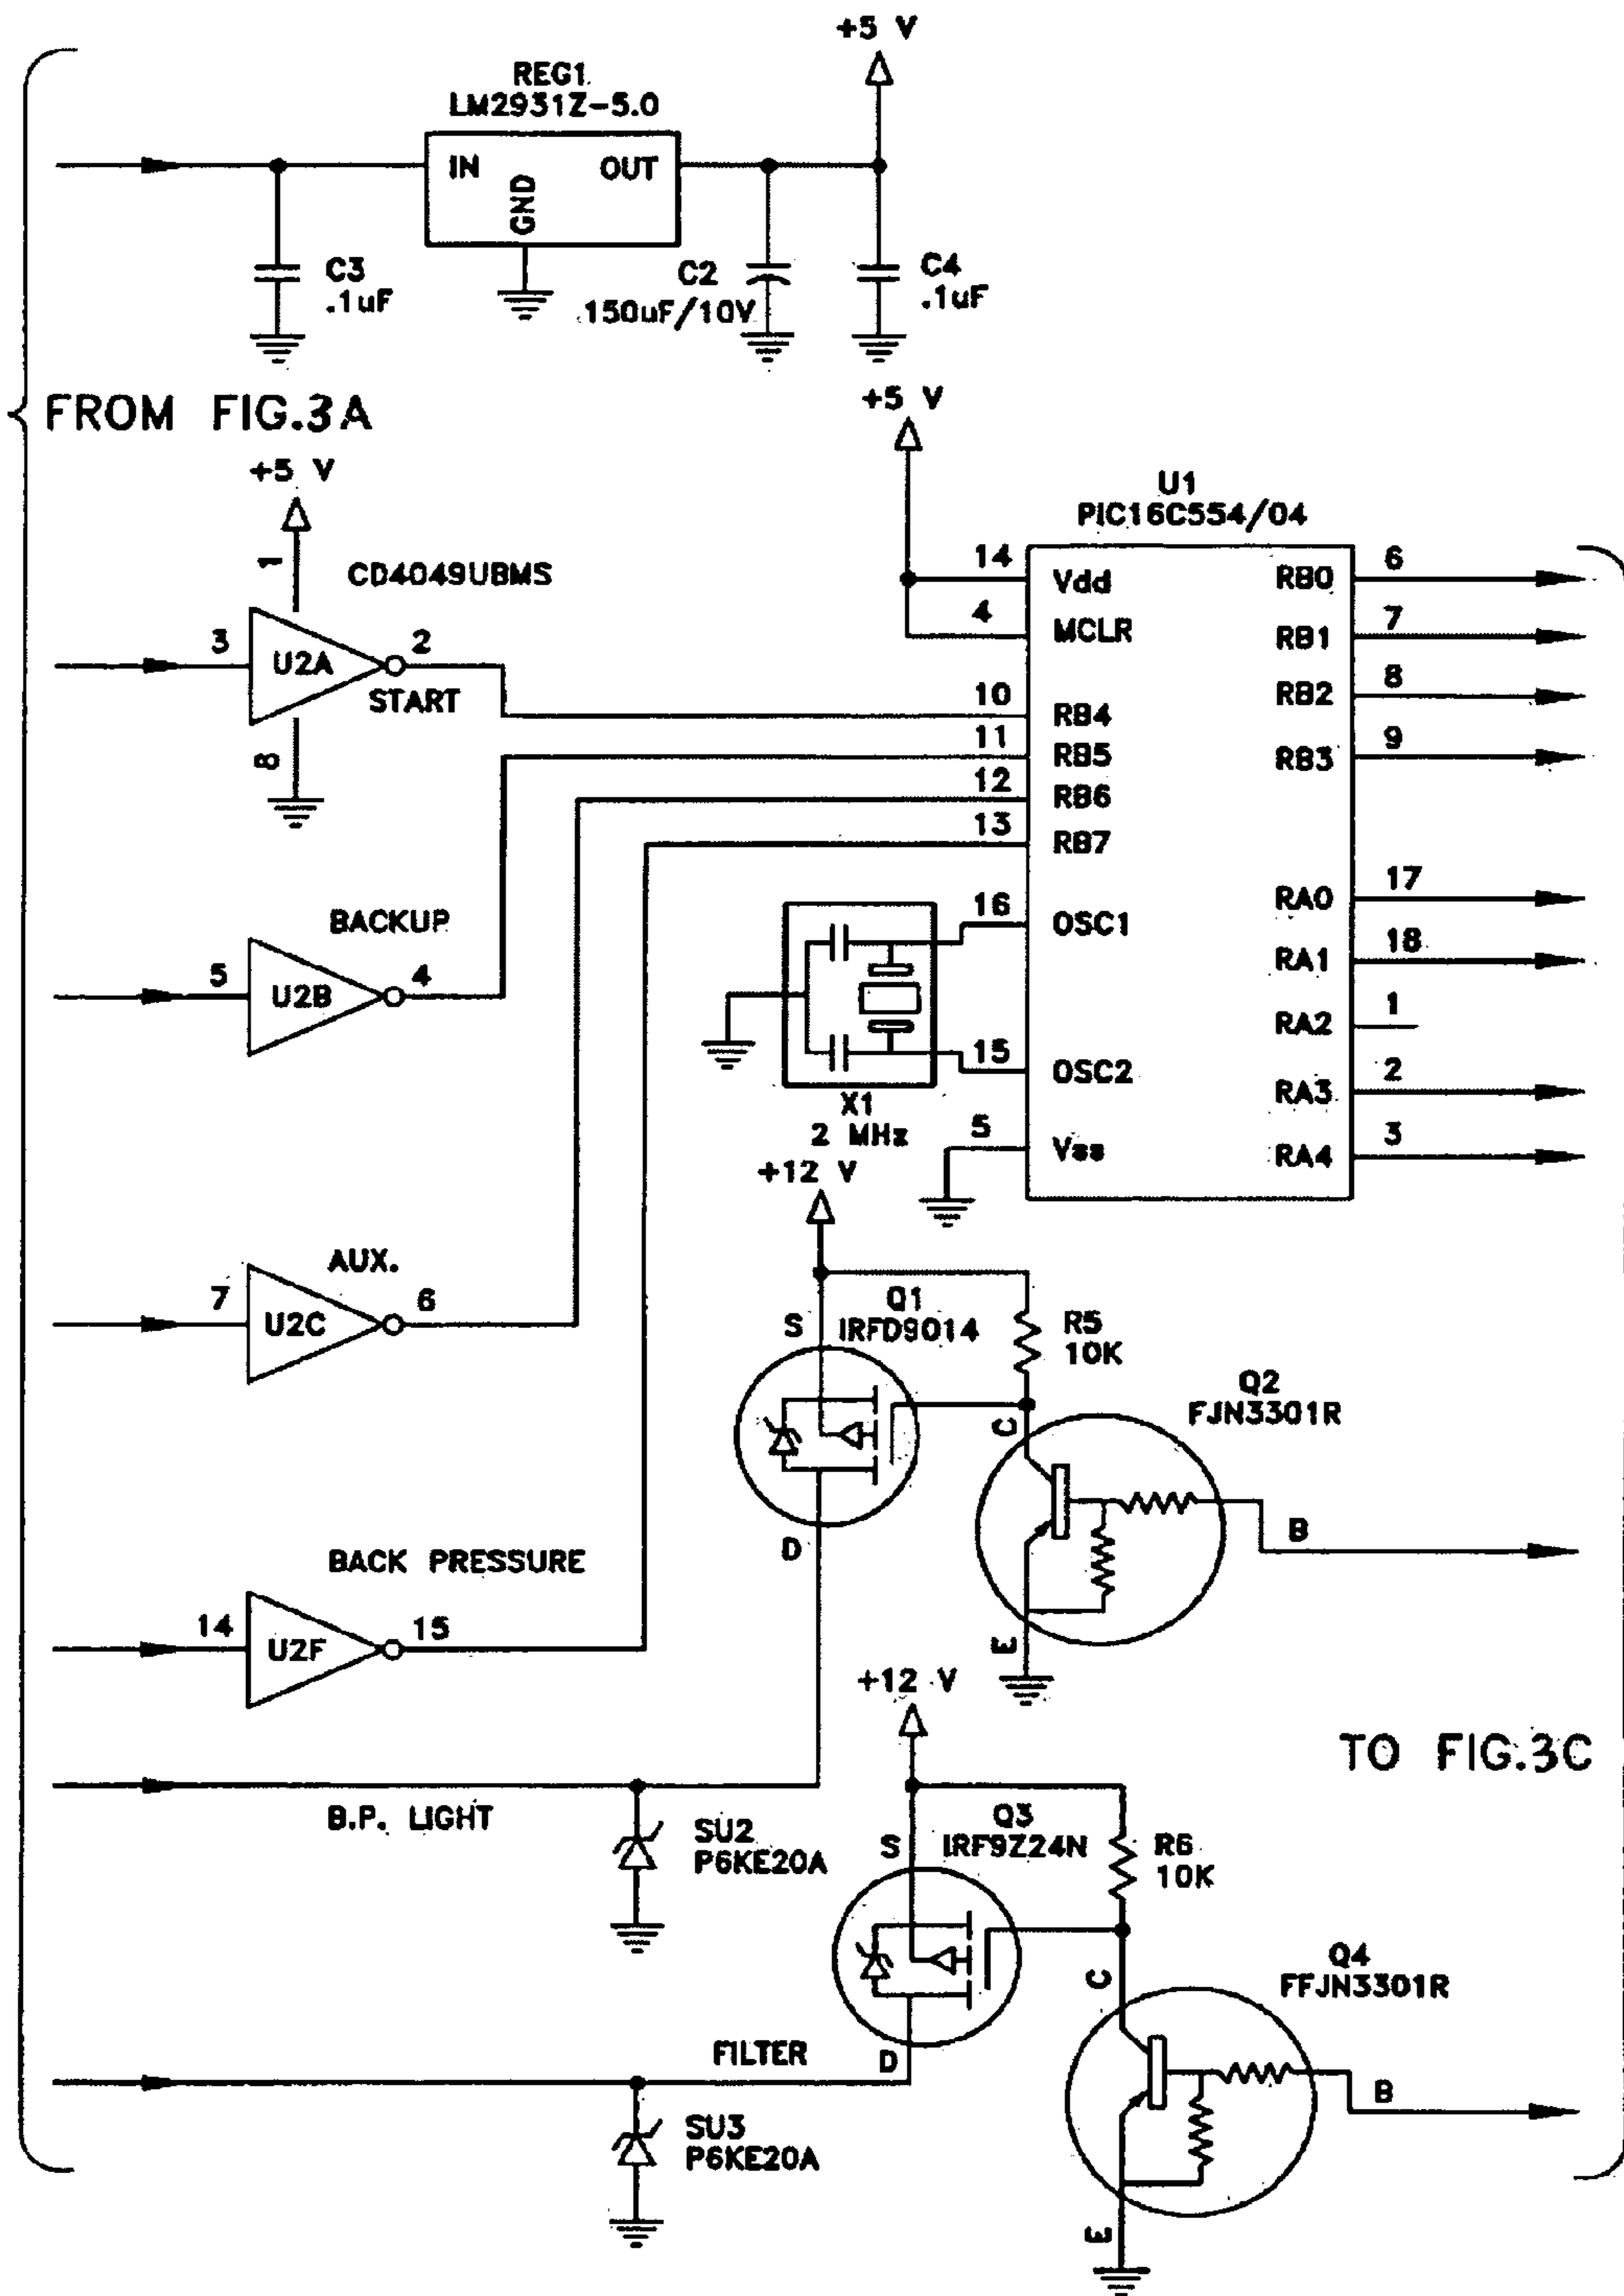 +5 V
REG1
LM2931Z-5.0
IN
OUT
GND
C3
.1uF
C2
150uF/10V
C4
.1uF
FROM FIG.3A
+5 V
+5 V
1
CD4049UBMS
3
U2A
2
START
8
U1
PIC16C554/04
14
Vdd
4
MCLR
10
RB4
11
RB5
12
RB6
13
RB7
16
OSC1
15
OSC2
5
Vss
RB0
6
RB1
7
RB2
8
RB3
9
RA0
17
RA1
18
RA2
1
RA3
2
RA4
3
BACKUP
5
U2B
4
X1
2 MHz
+12 V
AUX.
7
U2C
6
S
Q1
IRFD9014
R5
10K
Q2
FJN3301R
C
B
D
E
BACK PRESSURE
14
U2F
15
+12 V
TO FIG.3C
B.P. LIGHT
SU2
P6KE20A
S
Q3
IRF9Z24N
R6
10K
Q4
FFJN3301R
C
B
FILTER
D
SU3
P6KE20A
E